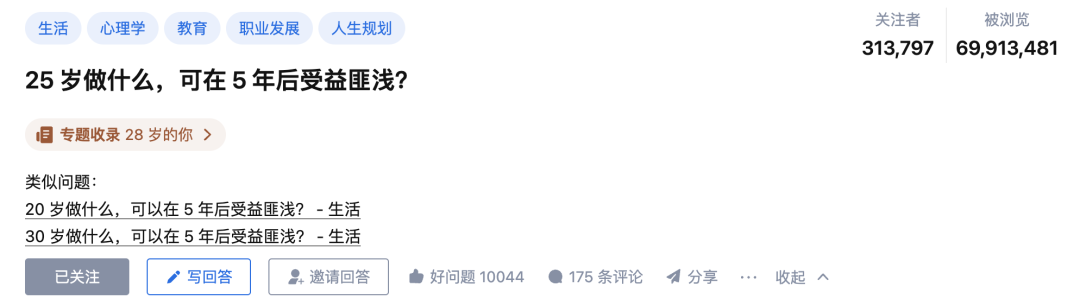 生活 心理学 教育 职业发展 人生规划
关注者 被浏览
313,797 69,913,481
25 岁做什么，可在 5 年后受益匪浅？
专题收录 28 岁的你
类似问题：
20 岁做什么，可以在 5 年后受益匪浅？ - 生活
30 岁做什么，可以在 5 年后受益匪浅？ - 生活
已关注 写回答 邀请回答 好问题 10044 175 条评论 分享 ··· 收起